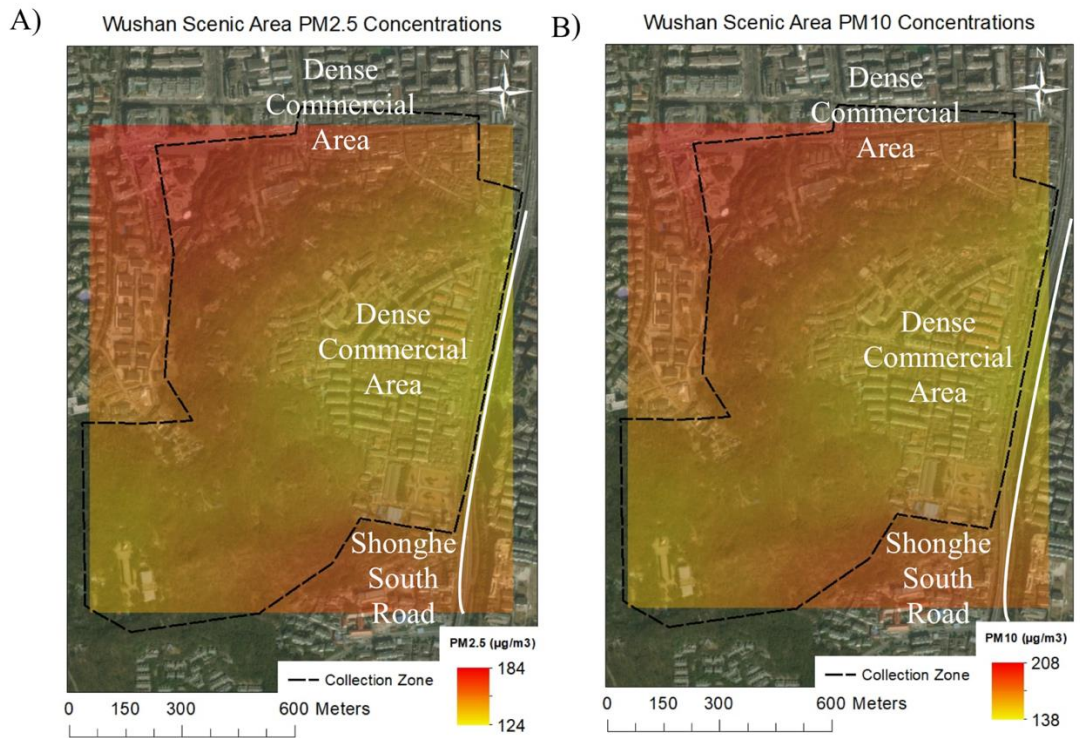 A)
Wushan Scenic Area PM2.5 Concentrations
N
Dense
Commercial
Area
Dense
Commercial
Area
Shonghe
South
Road
PM2.5 (µg/m3)
184
124
Collection Zone
0 150 300 600 Meters
B)
Wushan Scenic Area PM10 Concentrations
N
Dense
Commercial
Area
Dense
Commercial
Area
Shonghe
South
Road
PM10 (µg/m3)
208
138
Collection Zone
0 150 300 600 Meters